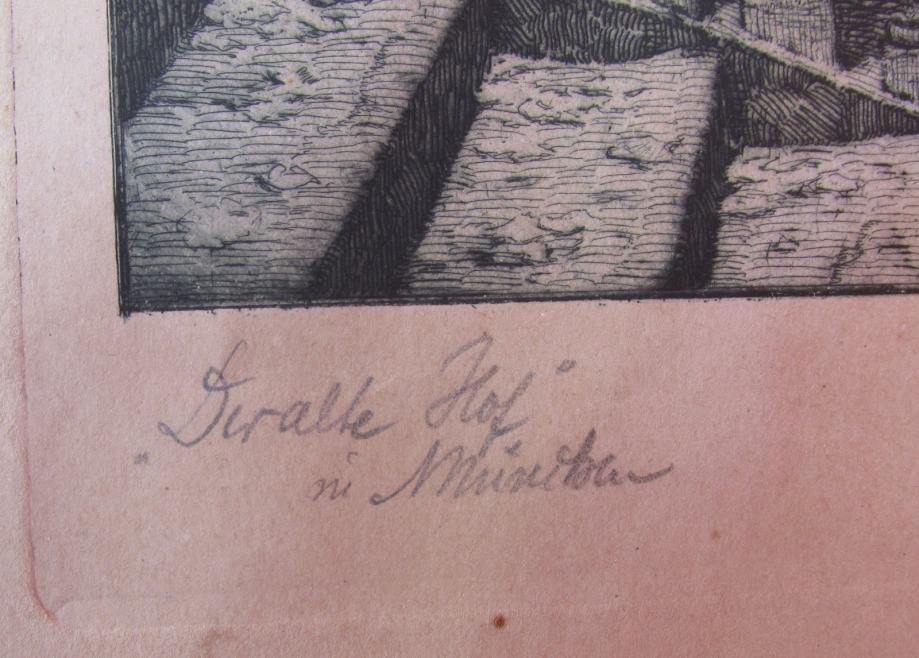 „Der alte Hof"
in München